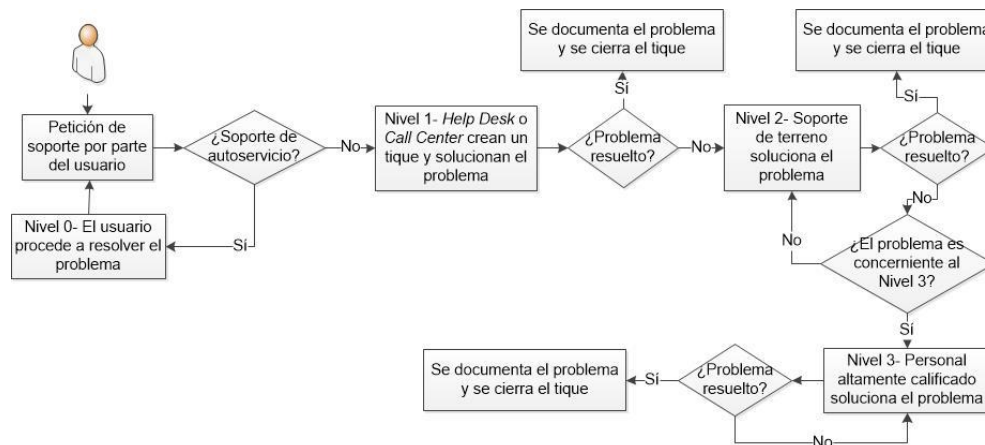 Petición de
soporte por parte
del usuario
¿Soporte de
autoservicio?
Sí
Nivel 0- El usuario
procede a resolver el
problema
No
Nivel 1- Help Desk o
Call Center crean un
tique y solucionan el
problema
¿Problema
resuelto?
Sí
Se documenta el problema
y se cierra el tique
No
Nivel 2- Soporte
de terreno
soluciona el
problema
¿Problema
resuelto?
Sí
Se documenta el problema
y se cierra el tique
No
¿El problema es
concerniente al
Nivel 3?
No
Sí
Nivel 3- Personal
altamente calificado
soluciona el problema
¿Problema
resuelto?
Sí
Se documenta el problema
y se cierra el tique
No